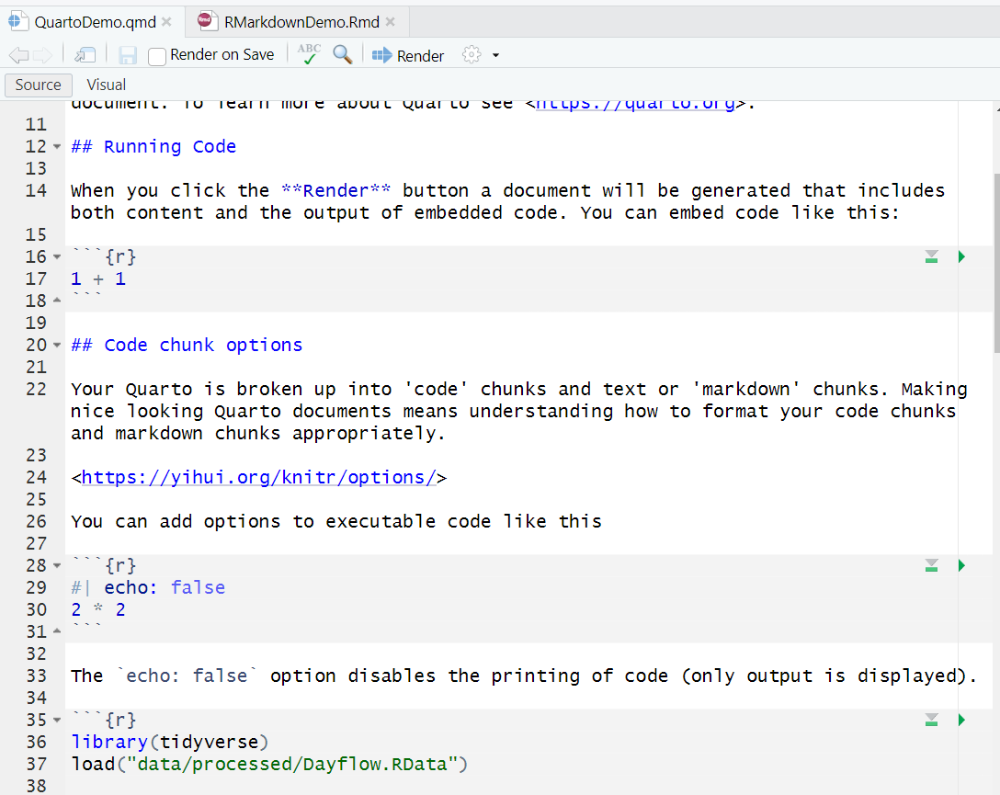 QuartoDemo.qmd × RMarkdownDemo.Rmd ×
Render on Save ABC Render
Source Visual
document. To learn more about Quarto see <https://quarto.org>.
11
12 ## Running Code
13
14 When you click the **Render** button a document will be generated that includes
both content and the output of embedded code. You can embed code like this:
15
16 ```{r}
17 1 + 1
18 ```
19
20 ## Code chunk options
21
22 Your Quarto is broken up into 'code' chunks and text or 'markdown' chunks. Making
nice looking Quarto documents means understanding how to format your code chunks
and markdown chunks appropriately.
23
24 <https://yihui.org/knitr/options/>
25
26 You can add options to executable code like this
27
28 ```{r}
29 #| echo: false
30 2 * 2
31 ```
32
33 The `echo: false` option disables the printing of code (only output is displayed).
34
35 ```{r}
36 library(tidyverse)
37 load("data/processed/Dayflow.RData")
38